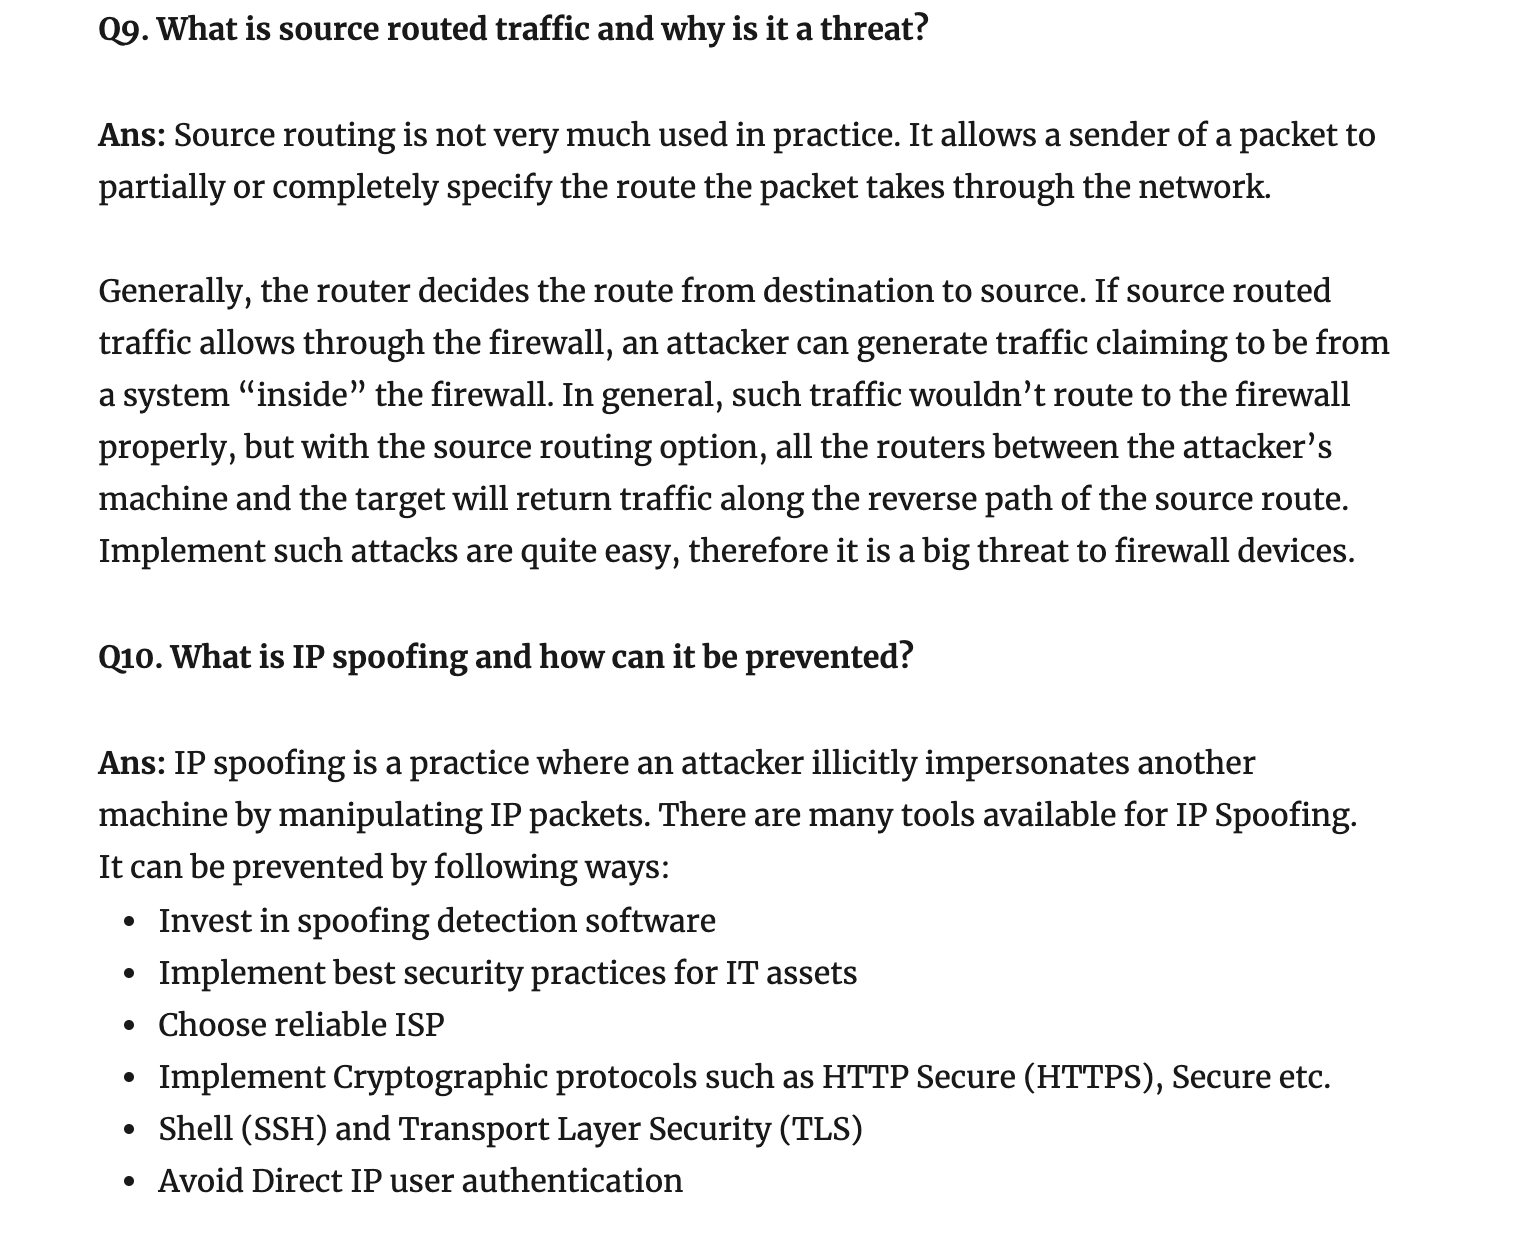 Q9. What is source routed traffic and why is it a threat?
Ans: Source routing is not very much used in practice. It allows a sender of a packet to
partially or completely specify the route the packet takes through the network.
Generally, the router decides the route from destination to source. If source routed
traffic allows through the firewall, an attacker can generate traffic claiming to be from
a system “inside” the firewall. In general, such traffic wouldn’t route to the firewall
properly, but with the source routing option, all the routers between the attacker’s
machine and the target will return traffic along the reverse path of the source route.
Implement such attacks are quite easy, therefore it is a big threat to firewall devices.
Q10. What is IP spoofing and how can it be prevented?
Ans: IP spoofing is a practice where an attacker illicitly impersonates another
machine by manipulating IP packets. There are many tools available for IP Spoofing.
It can be prevented by following ways:
• Invest in spoofing detection software
• Implement best security practices for IT assets
• Choose reliable ISP
• Implement Cryptographic protocols such as HTTP Secure (HTTPS), Secure etc.
• Shell (SSH) and Transport Layer Security (TLS)
• Avoid Direct IP user authentication